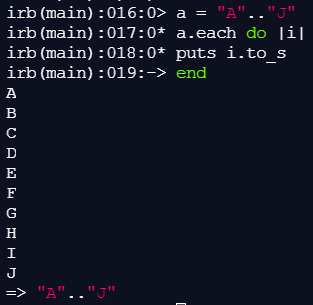 irb(main):016:0> a = "A".."J"
irb(main):017:0* a.each do |i|
irb(main):018:0* puts i.to_s
irb(main):019:-> end
A
B
C
D
E
F
G
H
I
J
=> "A".."J"